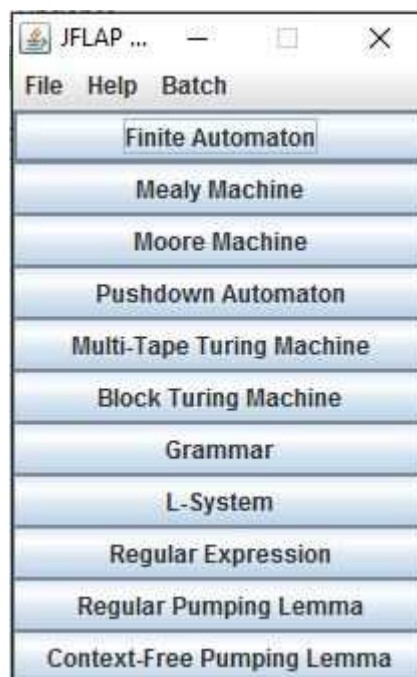 JFLAP ...
File Help Batch
Finite Automaton
Mealy Machine
Moore Machine
Pushdown Automaton
Multi-Tape Turing Machine
Block Turing Machine
Grammar
L-System
Regular Expression
Regular Pumping Lemma
Context-Free Pumping Lemma